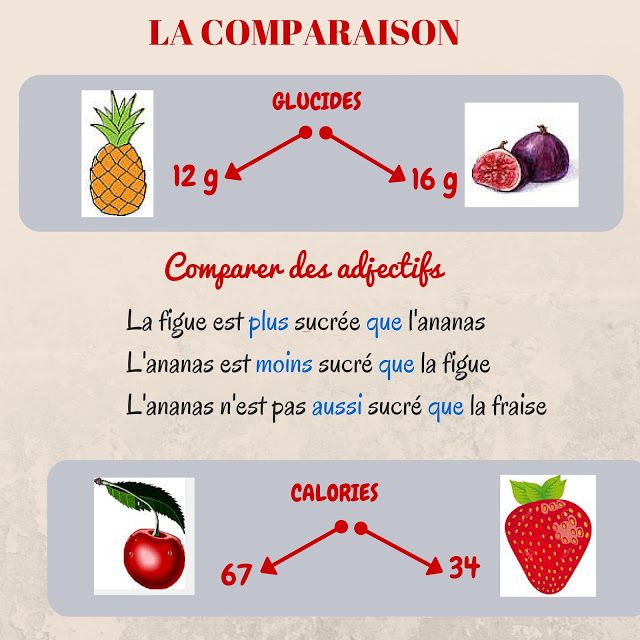 LA COMPARAISON
GLUCIDES
12 g
16 g
Comparer des adjectifs
La figue est plus sucrée que l'ananas
L'ananas est moins sucré que la figue
L'ananas n'est pas aussi sucré que la fraise
CALORIES
67
34